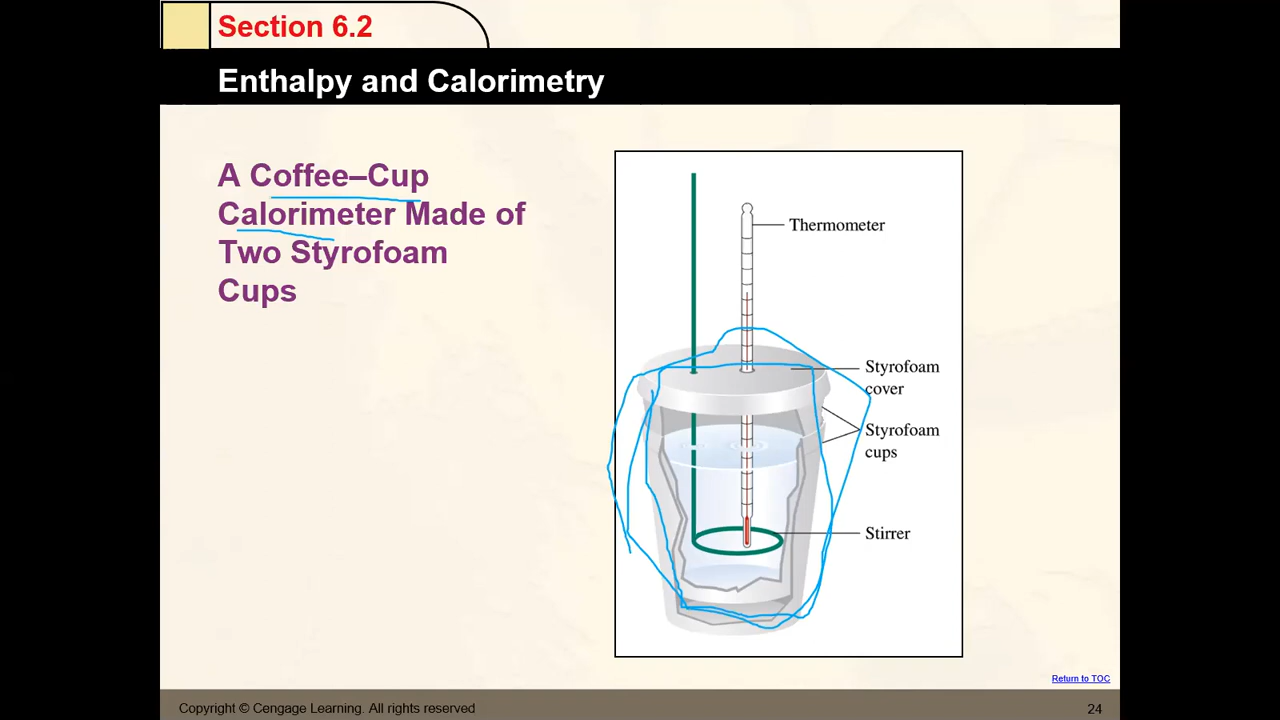 Section 6.2
Enthalpy and Calorimetry
A Coffee–Cup
Calorimeter Made of
Two Styrofoam
Cups
Thermometer
Styrofoam
cover
Styrofoam
cups
Stirrer
Return to TOC
Copyright © Cengage Learning. All rights reserved
24